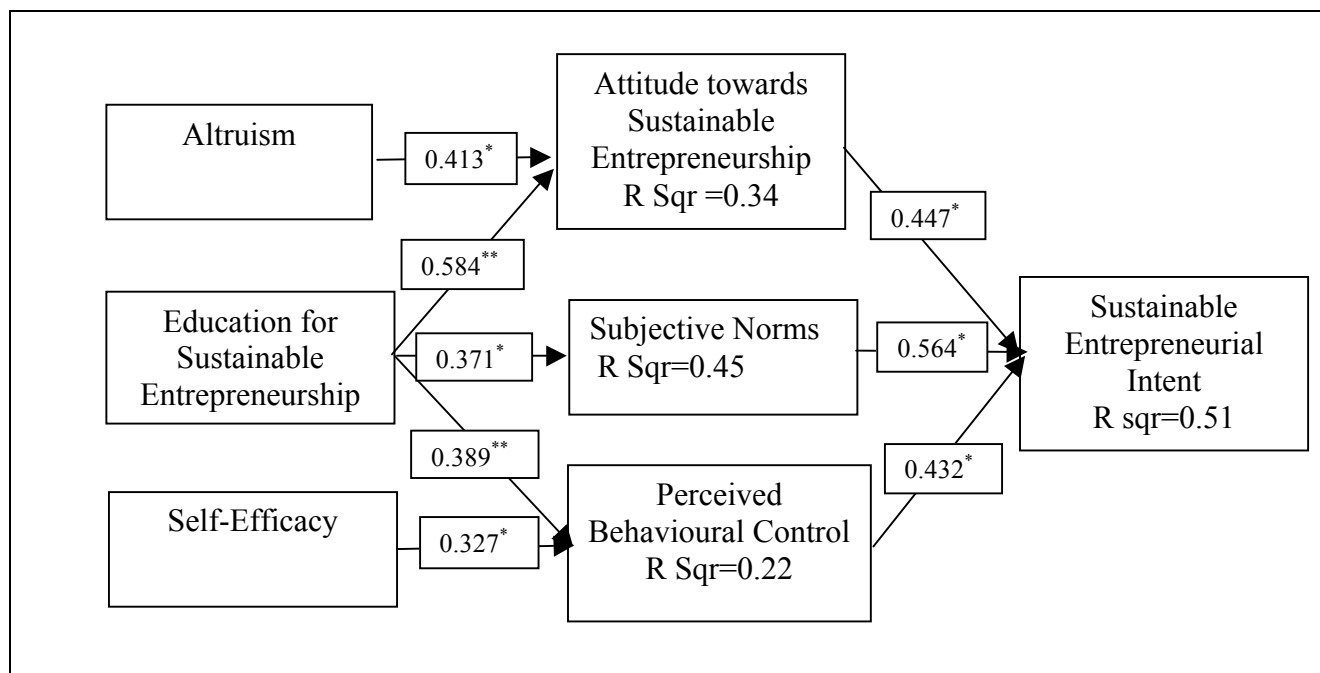 Altruism
0.413*
Attitude towards
Sustainable
Entrepreneurship
R Sqr =0.34
0.447*
0.584**
Education for
Sustainable
Entrepreneurship
0.371*
Subjective Norms
R Sqr=0.45
0.564*
Sustainable
Entrepreneurial
Intent
R sqr=0.51
0.389**
0.432*
Self-Efficacy
0.327*
Perceived
Behavioural Control
R Sqr=0.22